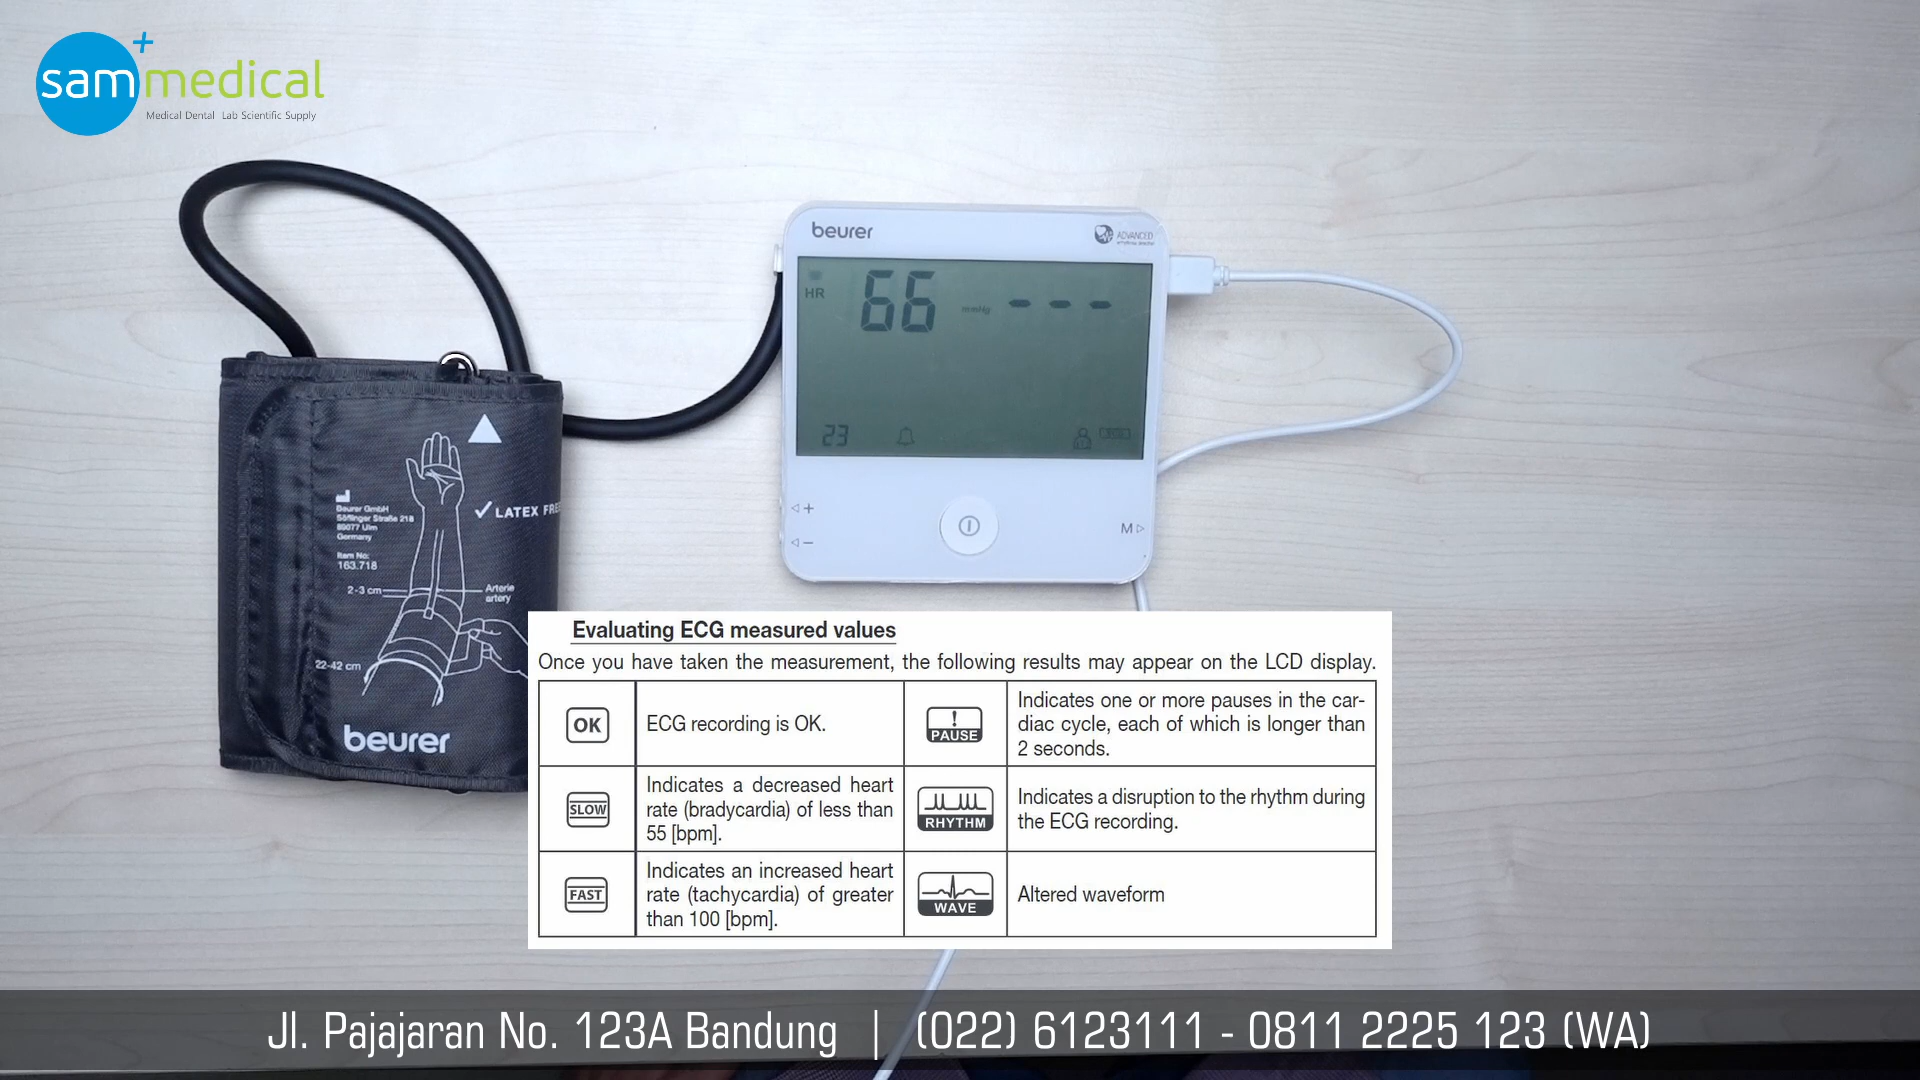 sam+medical
Medical Dental Lab Scientific Supply
beurer
ADVANCED
HR
66
mmHg
- - -
23
+
-
M
LATEX FREE
Beurer GmbH
Söflinger Straße 218
89077 Ulm
Germany
Item No:
163.718
2-3 cm
Arterie
artery
22-42 cm
beurer
Evaluating ECG measured values
Once you have taken the measurement, the following results may appear on the LCD display.
OK
ECG recording is OK.
! PAUSE
Indicates one or more pauses in the car-
diac cycle, each of which is longer than
2 seconds.
SLOW
Indicates a decreased heart
rate (bradycardia) of less than
55 [bpm].
RHYTHM
Indicates a disruption to the rhythm during
the ECG recording.
FAST
Indicates an increased heart
rate (tachycardia) of greater
than 100 [bpm].
WAVE
Altered waveform
Jl. Pajajaran No. 123A Bandung | (022) 6123111 - 0811 2225 123 (WA)